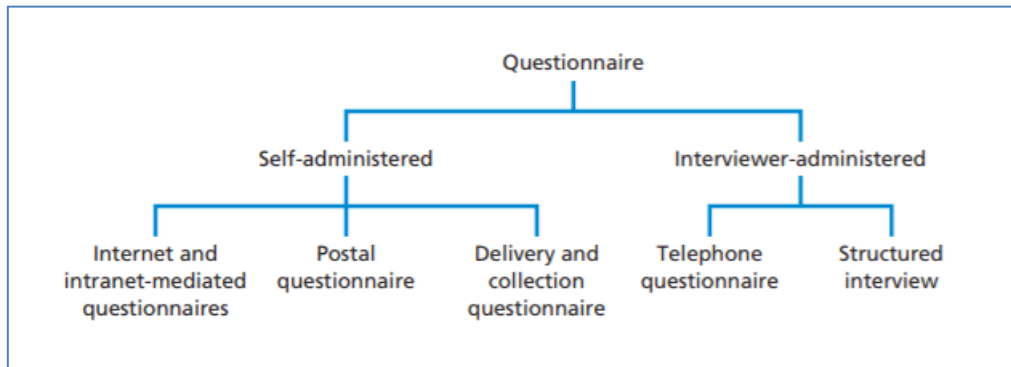 Questionnaire
Self-administered
Interviewer-administered
Internet and
intranet-mediated
questionnaires
Postal
questionnaire
Delivery and
collection
questionnaire
Telephone
questionnaire
Structured
interview